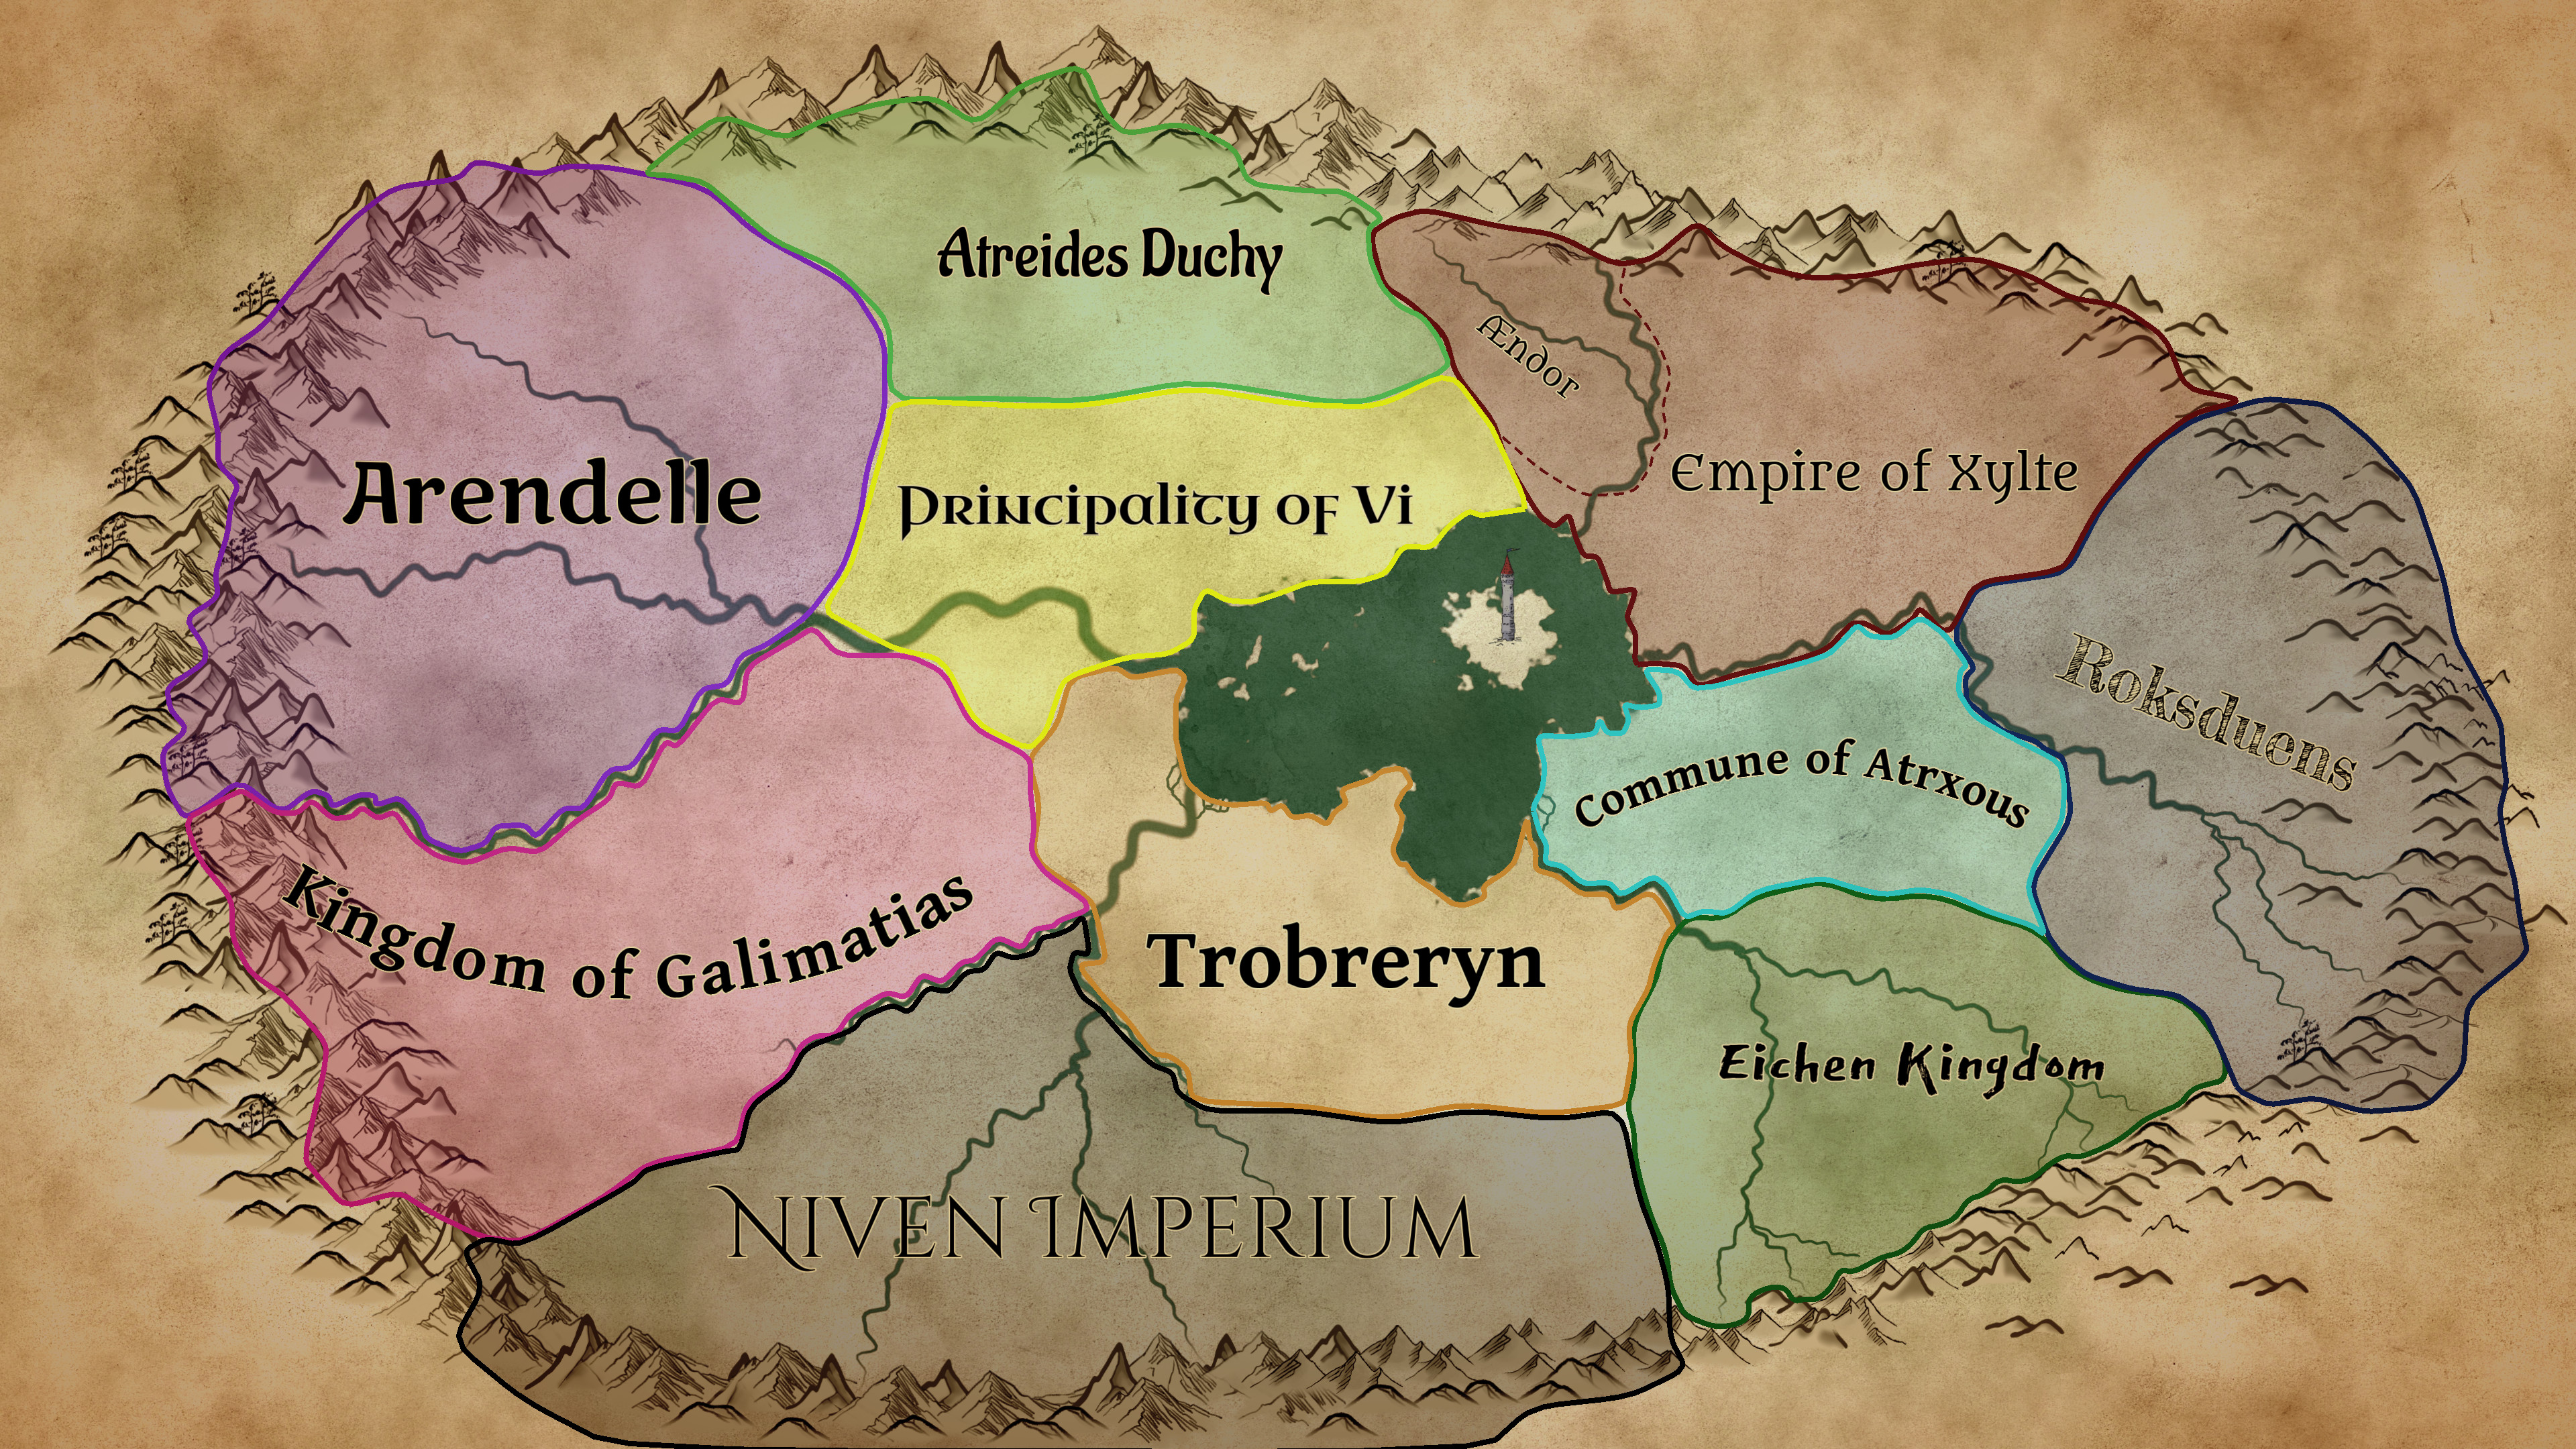 Atreides Duchy
Ændor
Empire of Xylte
Arendelle
Principality of Vi
Roksduens
Commune of Atrxous
Kingdom of Galimatias
Trobreryn
Eichen Kingdom
Niven Imperium